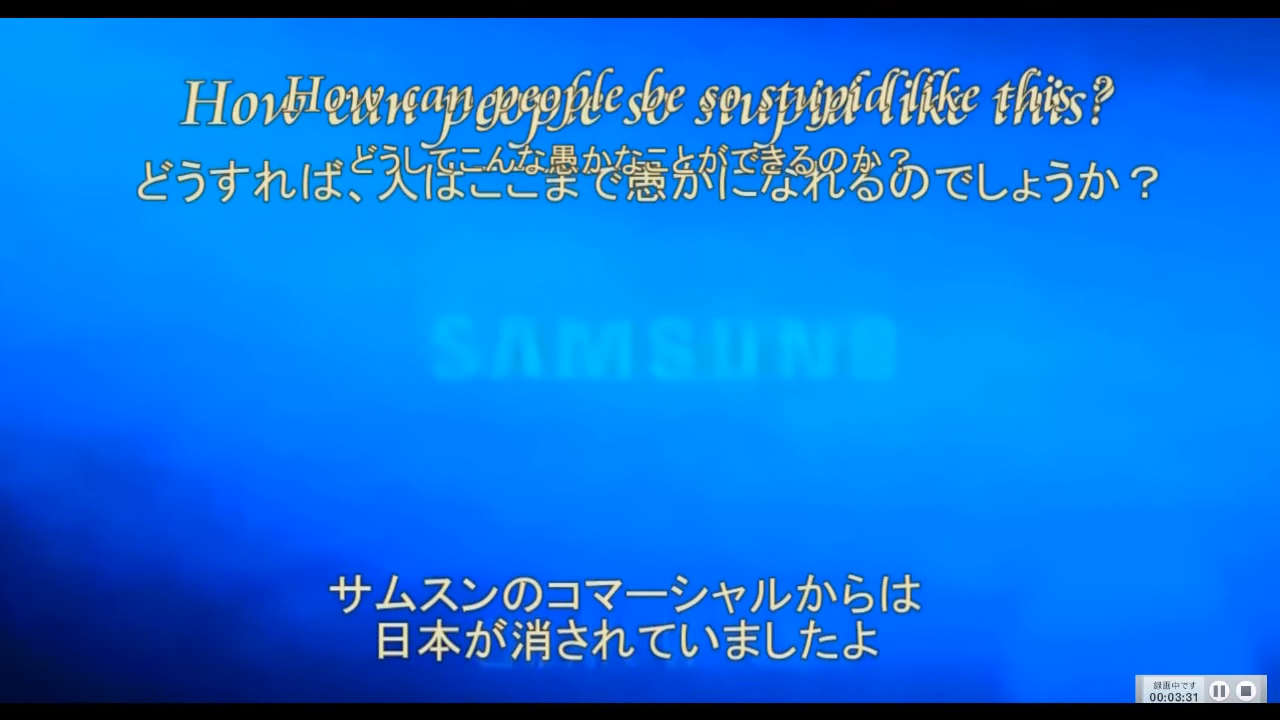 How can people be so stupid like this?
How can people so stupid like this?
どうしてこんな愚かなことができるのか？
どうすれば、人はここまで愚かになれるのでしょうか？
SAMSUNG
サムスンのコマーシャルからは
日本が消されていましたよ
録画中です
00:03:31